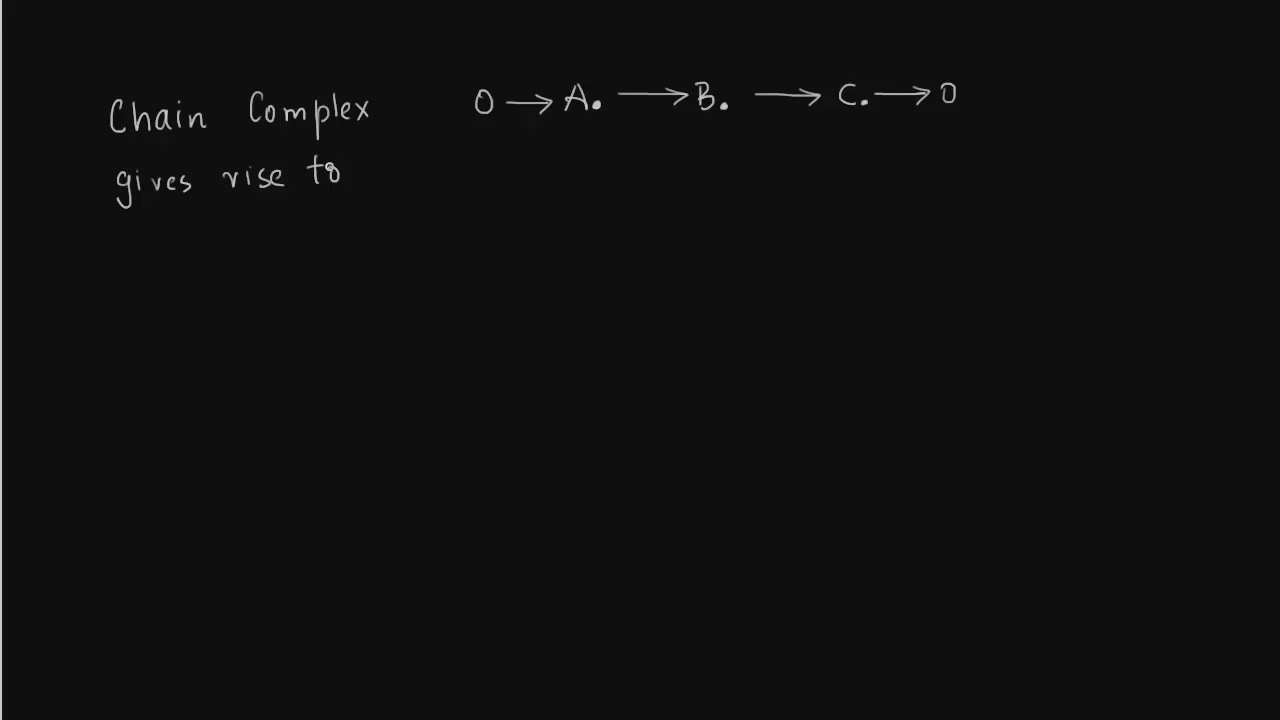 Chain Complex 0 → A. → B. → C. → 0
gives rise to